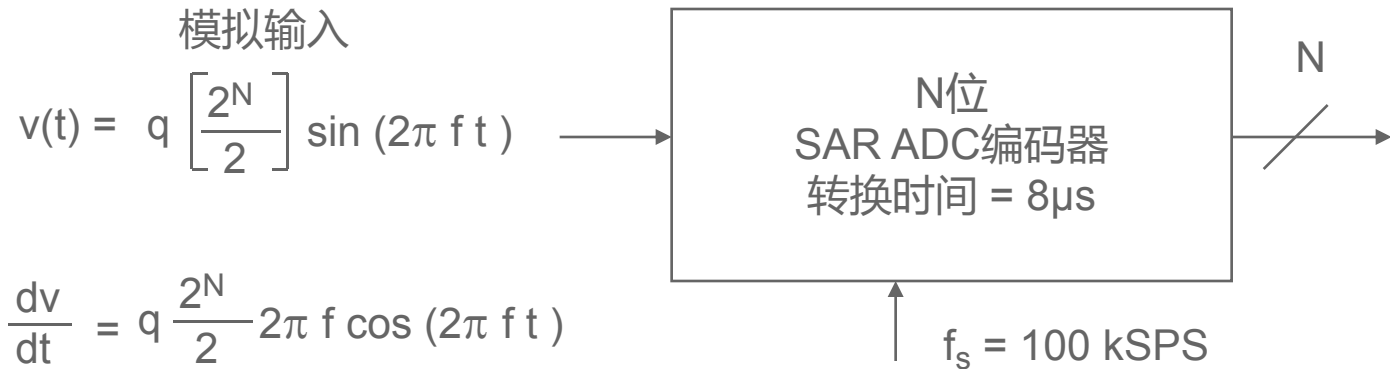 模拟输入
v(t) = q [2^N / 2] sin (2π f t )
dv/dt = q 2^N / 2 2π f cos (2π f t )
N位
SAR ADC编码器
转换时间 = 8μs
N
f_s = 100 kSPS